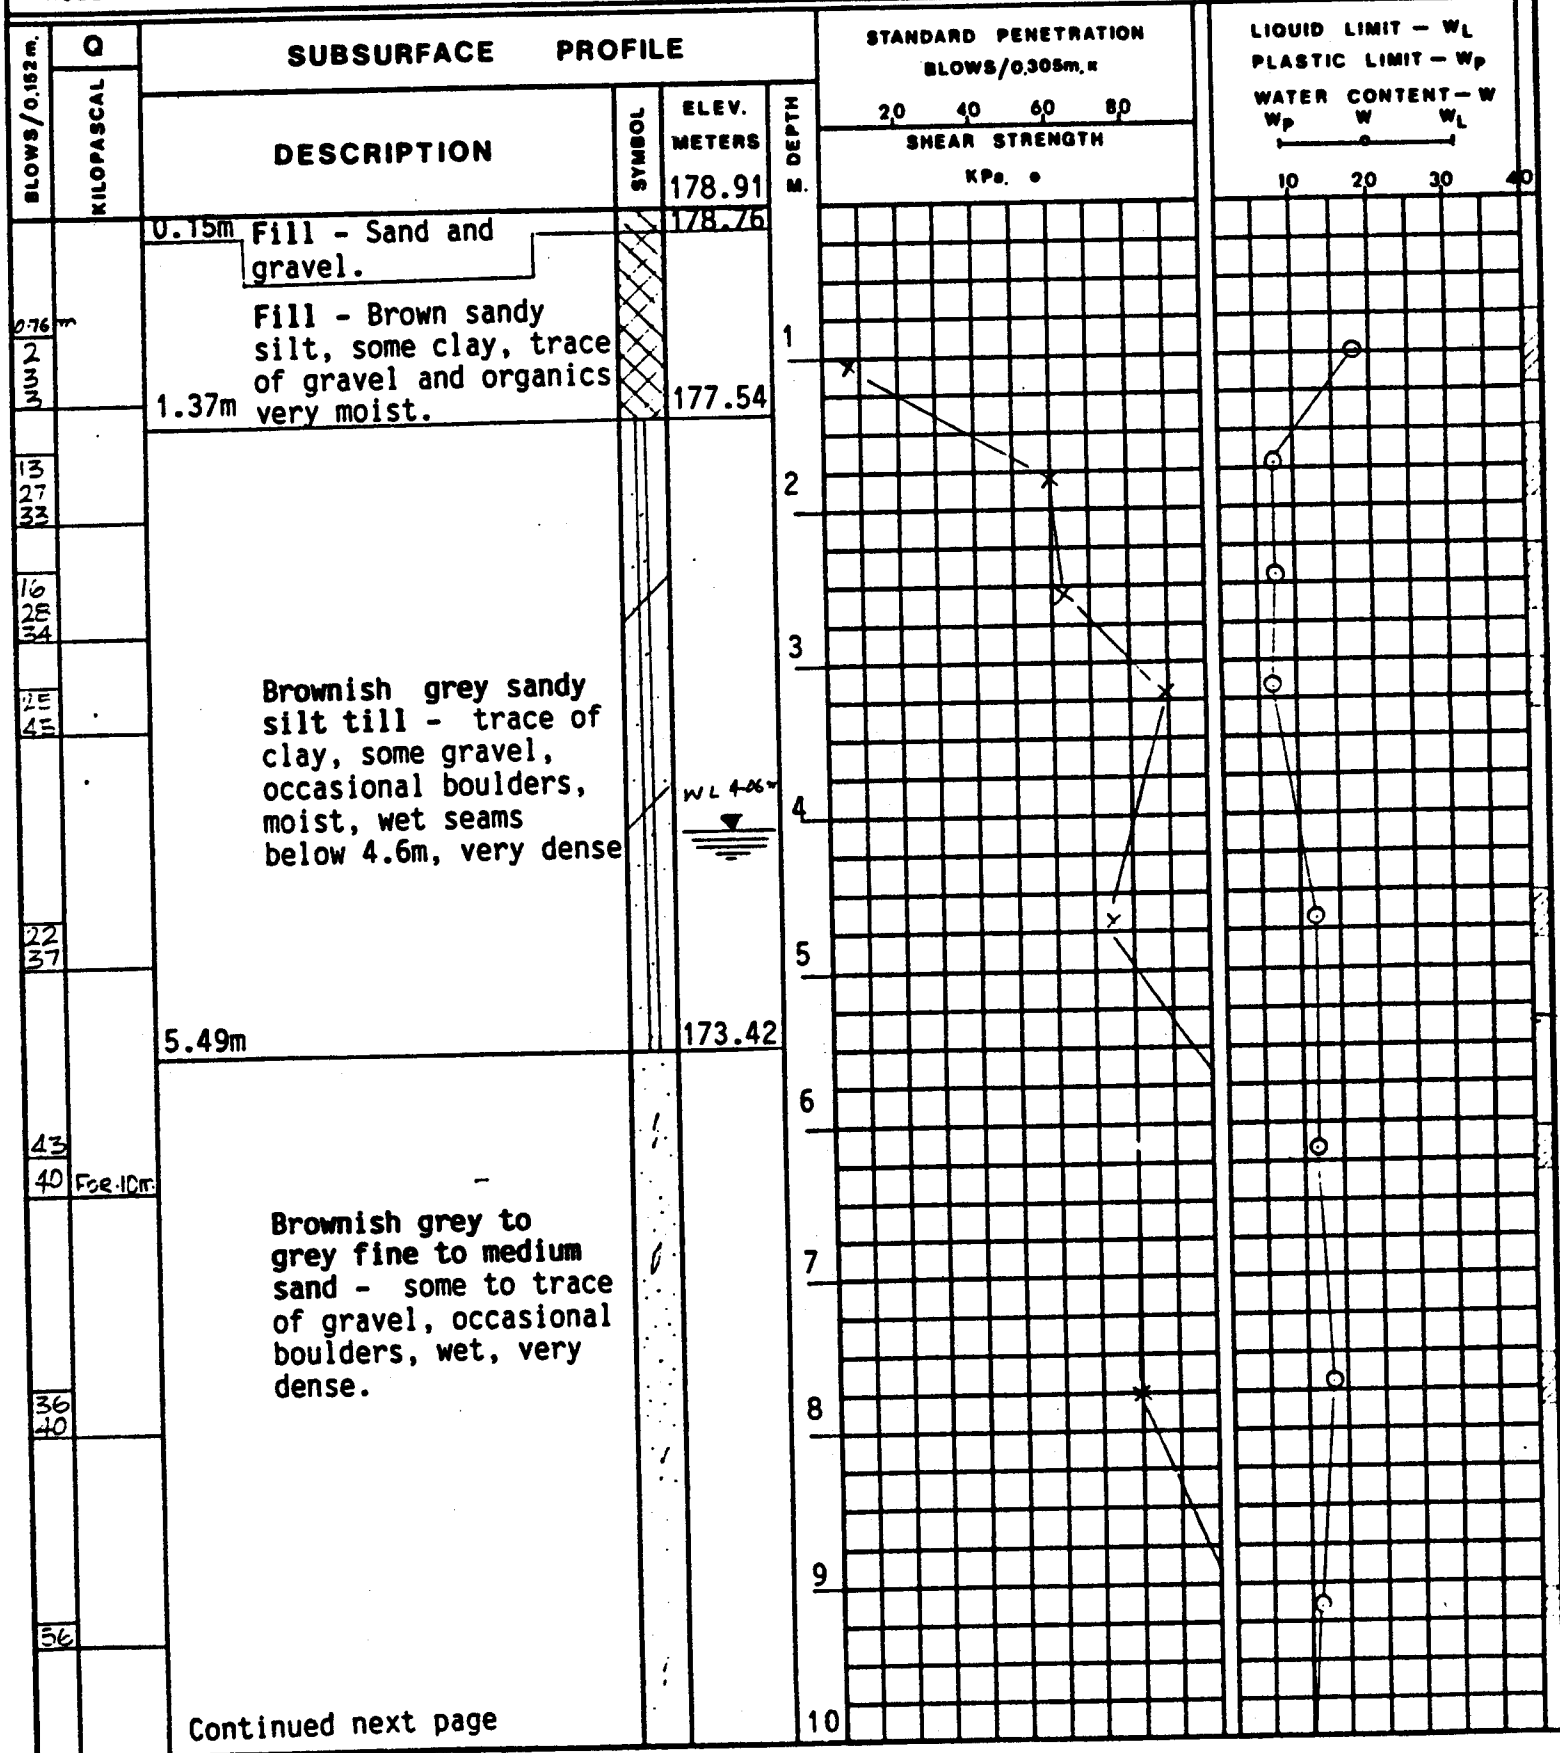 BLOWS/0.152 m.
Q
KILOPASCAL
SUBSURFACE PROFILE
DESCRIPTION
SYMBOL
ELEV.
METERS
178.91
M. DEPTH
STANDARD PENETRATION
BLOWS/0.305m.
20 40 60 80
SHEAR STRENGTH
KPa.
LIQUID LIMIT — WL
PLASTIC LIMIT — WP
WATER CONTENT — W
WP W WL
10 20 30 40
0.15m Fill - Sand and
gravel.
178.76
0.76 m
Fill - Brown sandy
silt, some clay, trace
of gravel and organics
1.37m very moist.
177.54
2
3
3
1
13
27
33
2
16
34
3
Brownish grey sandy
silt till - trace of
clay, some gravel,
occasional boulders,
moist, wet seams
below 4.6m, very dense
WL 4.06m
4
22
37
5
5.49m
173.42
6
43
40
Brownish grey to
grey fine to medium
sand - some to trace
of gravel, occasional
boulders, wet, very
dense.
7
36
40
8
9
56
10
Continued next page